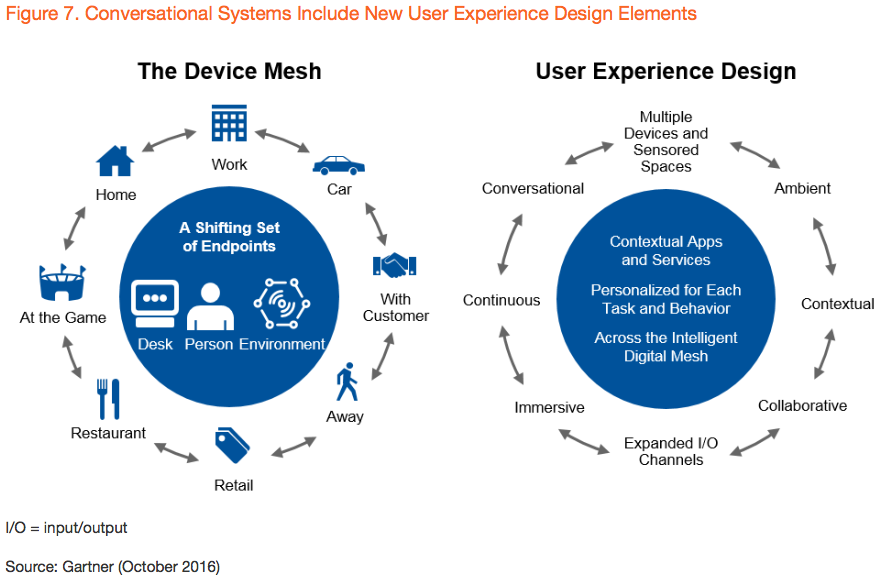 Figure 7. Conversational Systems Include New User Experience Design Elements
The Device Mesh
Work
Car
With
Customer
Away
Retail
Restaurant
At the Game
Home
A Shifting Set
of Endpoints
Desk
Person
Environment
User Experience Design
Multiple
Devices and
Sensored
Spaces
Ambient
Contextual
Collaborative
Expanded I/O
Channels
Immersive
Continuous
Conversational
Contextual Apps
and Services
Personalized for Each
Task and Behavior
Across the Intelligent
Digital Mesh
I/O = input/output
Source: Gartner (October 2016)